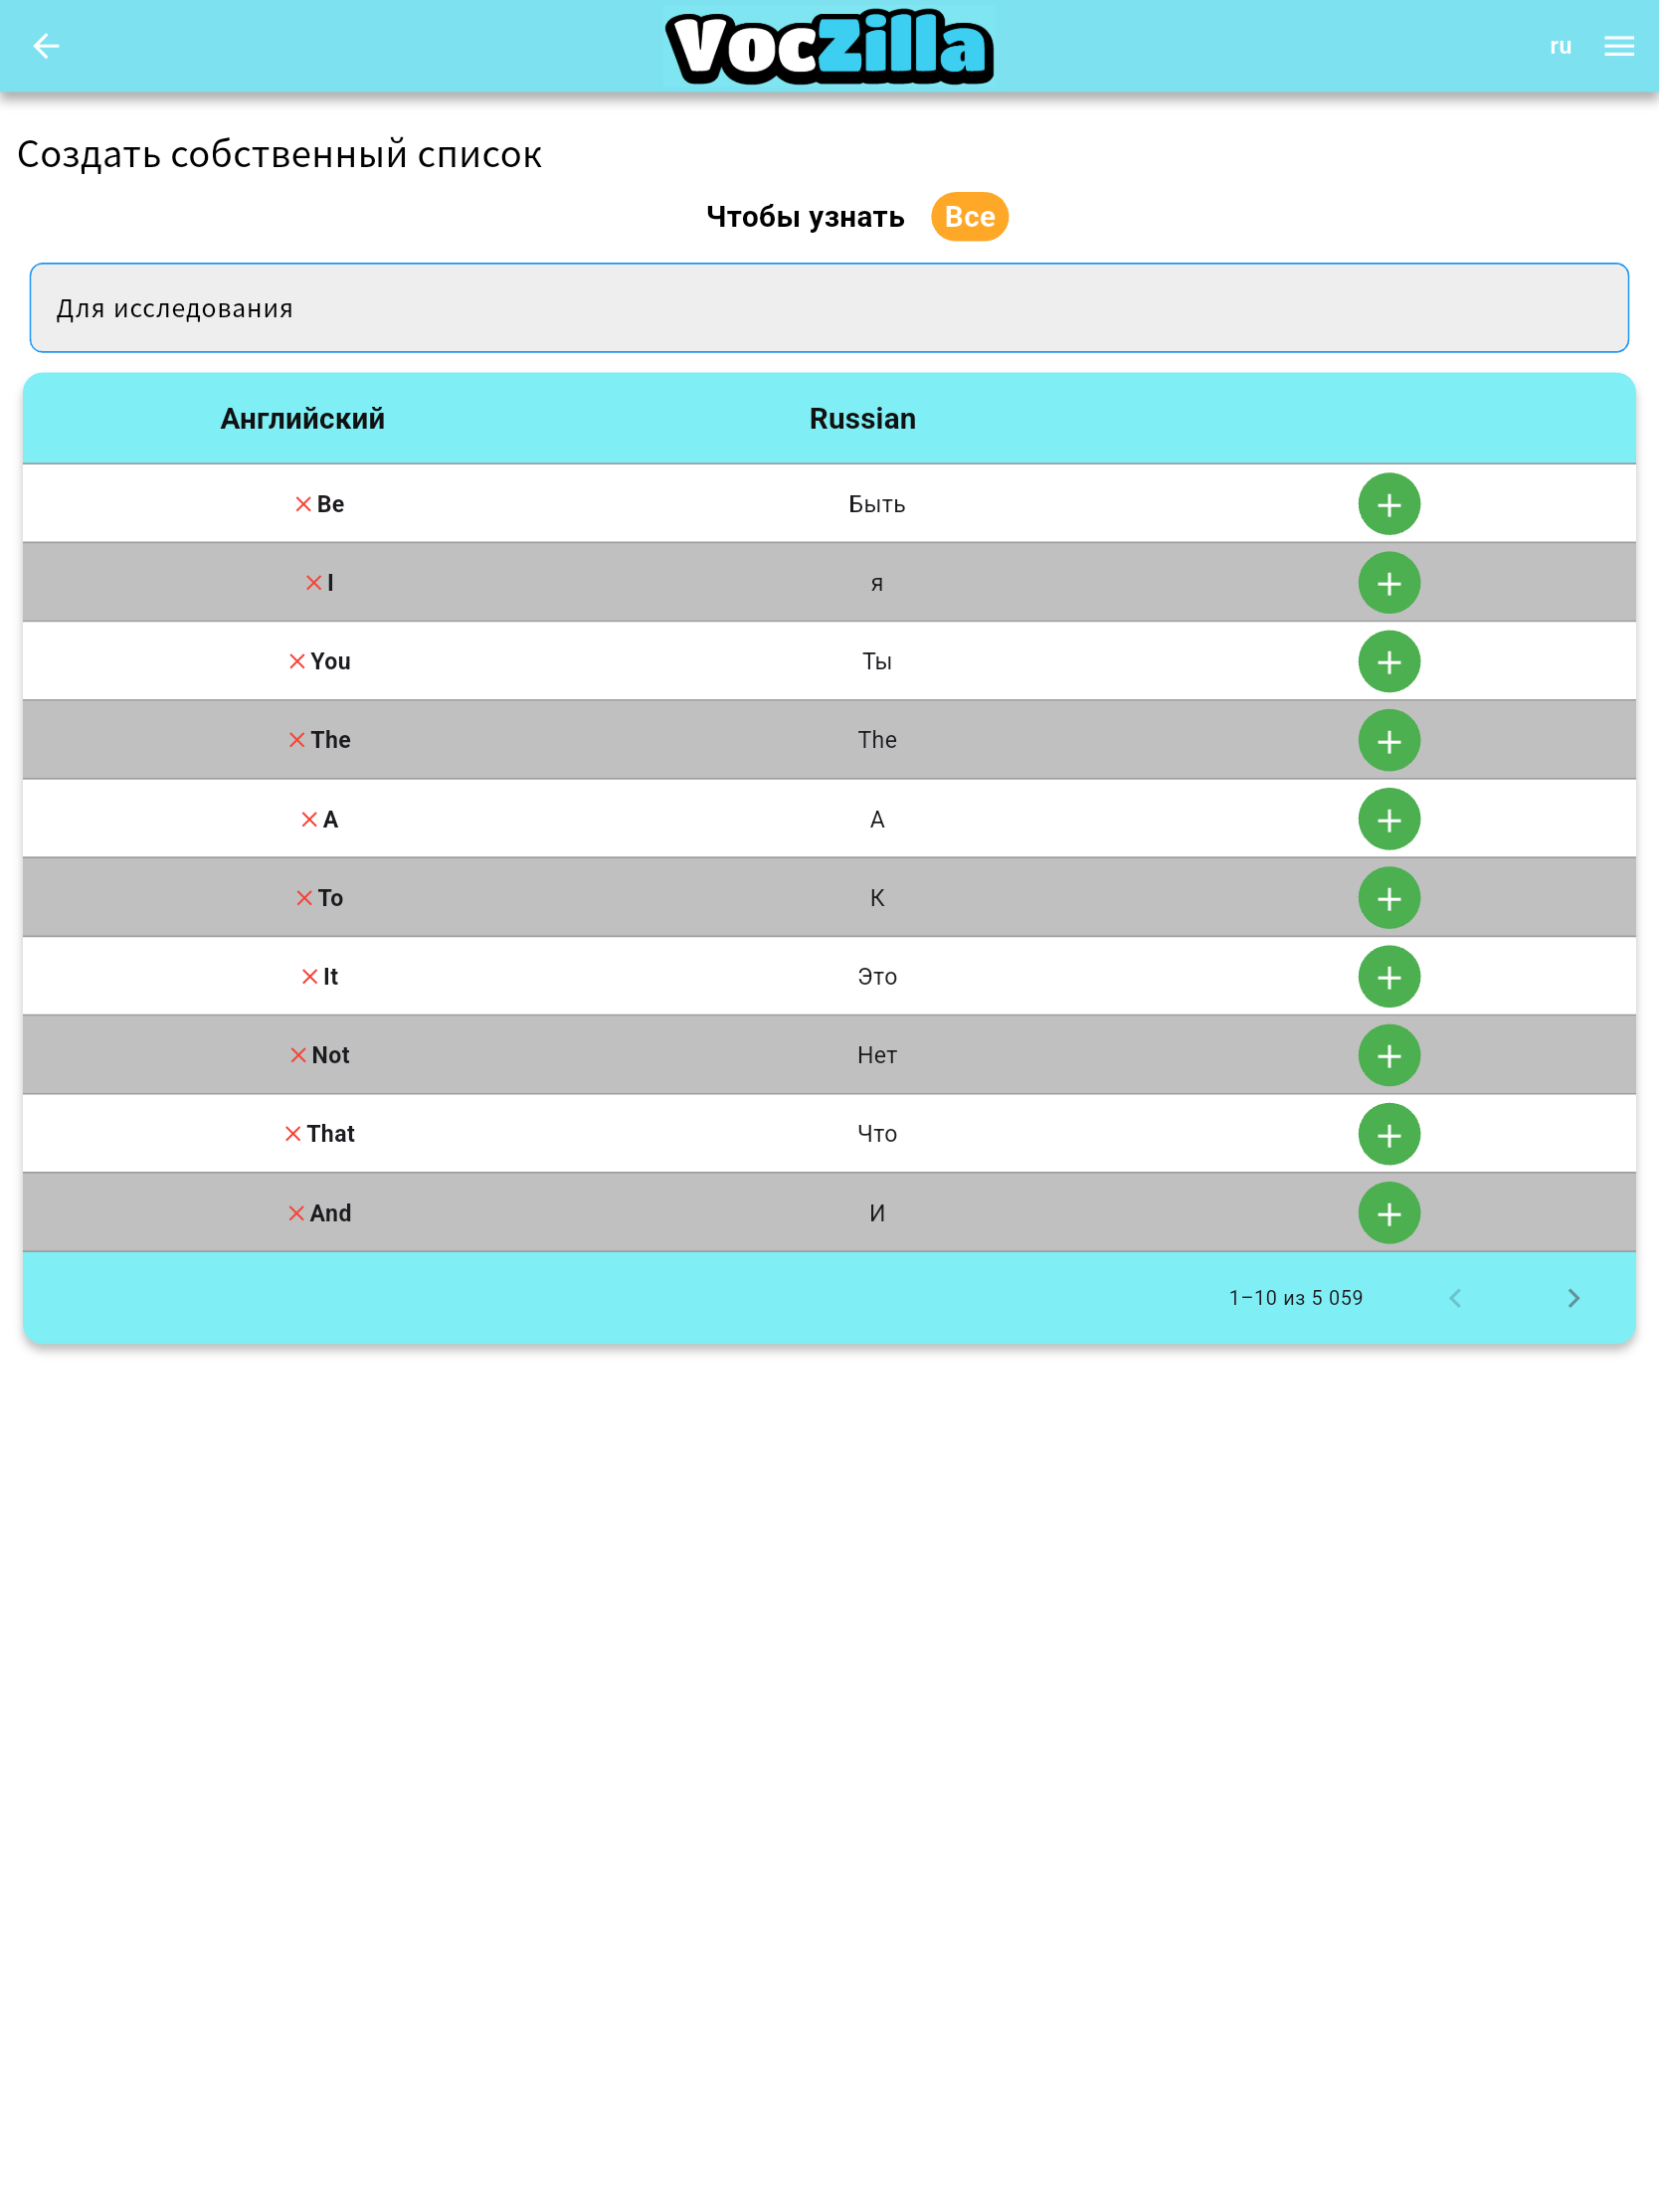 VocZilla
ru
Создать собственный список
Чтобы узнать Все
Для исследования
Английский Russian
Be Быть
I я
You Ты
The The
A А
To К
It Это
Not Нет
That Что
And И
1–10 из 5 059